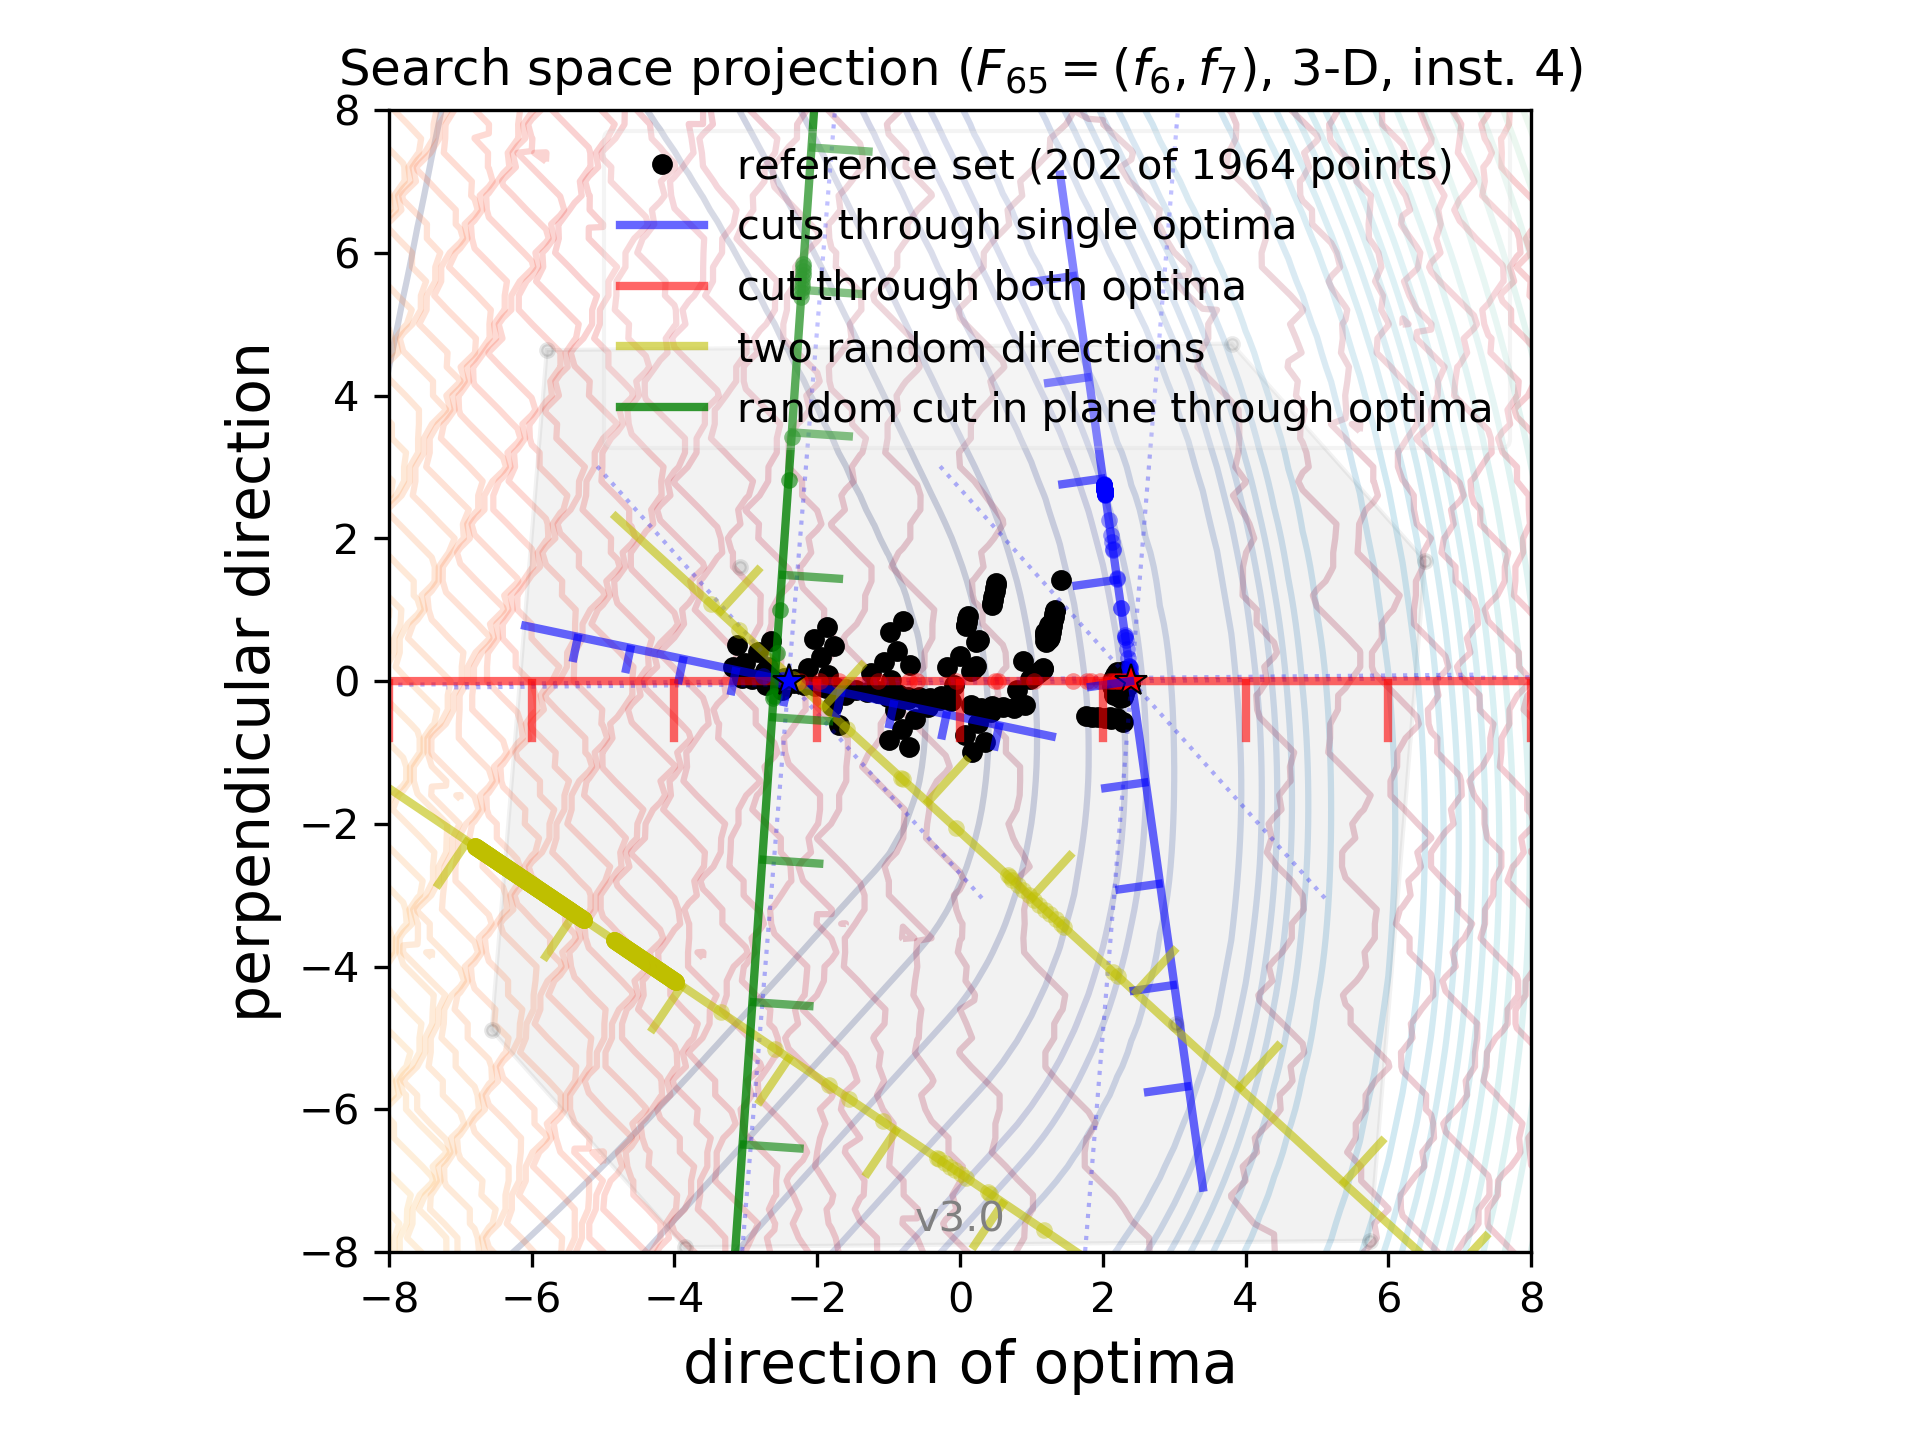 Search space projection (F₆₅ = (f₆, f₇), 3-D, inst. 4)
8
6
4
2
0
−2
−4
−6
−8
perpendicular direction
reference set (202 of 1964 points)
cuts through single optima
cut through both optima
two random directions
random cut in plane through optima
v3.0
−8 −6 −4 −2 0 2 4 6 8
direction of optima